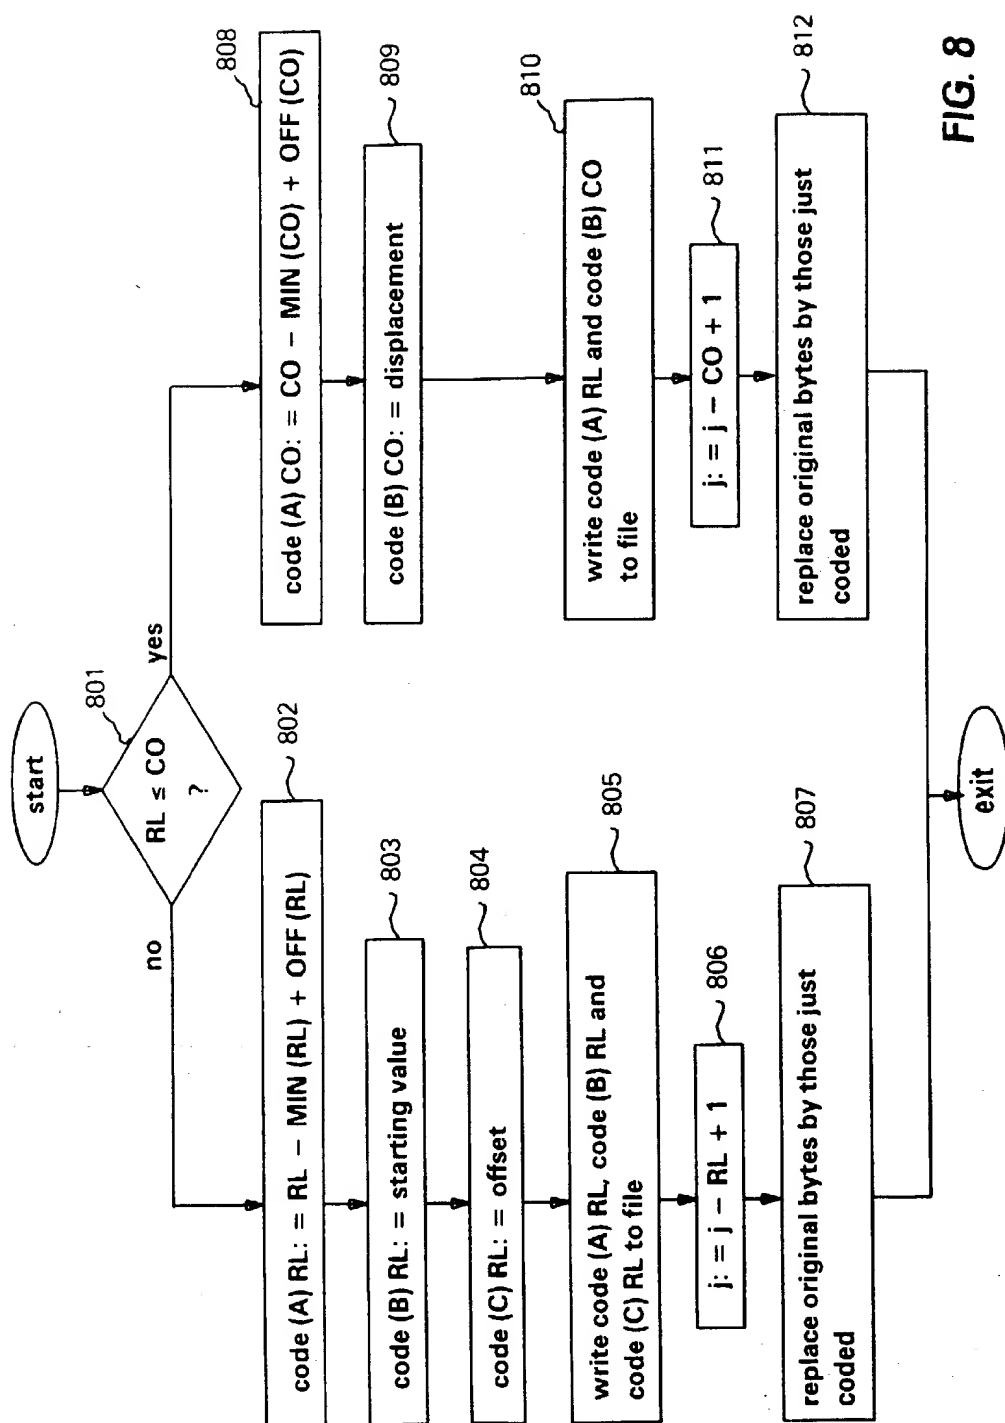 start
801
RL ≤ CO
?
no
yes
802
code (A) RL: = RL − MIN (RL) + OFF (RL)
803
code (B) RL: = starting value
804
code (C) RL: = offset
805
write code (A) RL, code (B) RL and
code (C) RL to file
806
j: = j − RL + 1
807
replace original bytes by those just
coded
808
code (A) CO: = CO − MIN (CO) + OFF (CO)
809
code (B) CO: = displacement
810
write code (A) RL and code (B) CO
to file
811
j: = j − CO + 1
812
replace original bytes by those just
coded
exit
FIG. 8